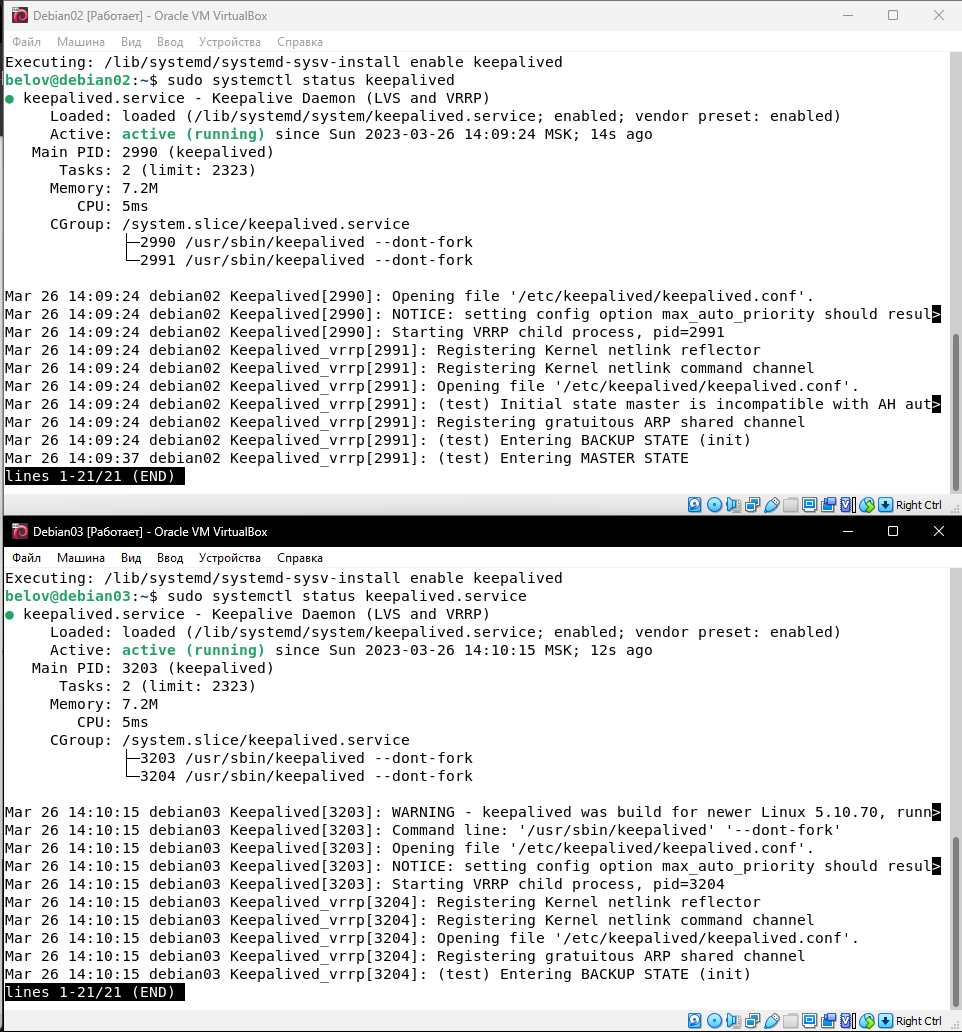 Debian02 [Работает] - Oracle VM VirtualBox
Файл Машина Вид Ввод Устройства Справка
Executing: /lib/systemd/systemd-sysv-install enable keepalived
belov@debian02:~$ sudo systemctl status keepalived
● keepalived.service - Keepalive Daemon (LVS and VRRP)
     Loaded: loaded (/lib/systemd/system/keepalived.service; enabled; vendor preset: enabled)
     Active: active (running) since Sun 2023-03-26 14:09:24 MSK; 14s ago
   Main PID: 2990 (keepalived)
      Tasks: 2 (limit: 2323)
     Memory: 7.2M
        CPU: 5ms
     CGroup: /system.slice/keepalived.service
             ├─2990 /usr/sbin/keepalived --dont-fork
             └─2991 /usr/sbin/keepalived --dont-fork
Mar 26 14:09:24 debian02 Keepalived[2990]: Opening file '/etc/keepalived/keepalived.conf'.
Mar 26 14:09:24 debian02 Keepalived[2990]: NOTICE: setting config option max_auto_priority should resul>
Mar 26 14:09:24 debian02 Keepalived[2990]: Starting VRRP child process, pid=2991
Mar 26 14:09:24 debian02 Keepalived_vrrp[2991]: Registering Kernel netlink reflector
Mar 26 14:09:24 debian02 Keepalived_vrrp[2991]: Registering Kernel netlink command channel
Mar 26 14:09:24 debian02 Keepalived_vrrp[2991]: Opening file '/etc/keepalived/keepalived.conf'.
Mar 26 14:09:24 debian02 Keepalived_vrrp[2991]: (test) Initial state master is incompatible with AH aut>
Mar 26 14:09:24 debian02 Keepalived_vrrp[2991]: Registering gratuitous ARP shared channel
Mar 26 14:09:24 debian02 Keepalived_vrrp[2991]: (test) Entering BACKUP STATE (init)
Mar 26 14:09:37 debian02 Keepalived_vrrp[2991]: (test) Entering MASTER STATE
lines 1-21/21 (END)
Right Ctrl
Debian03 [Работает] - Oracle VM VirtualBox
Файл Машина Вид Ввод Устройства Справка
Executing: /lib/systemd/systemd-sysv-install enable keepalived
belov@debian03:~$ sudo systemctl status keepalived.service
● keepalived.service - Keepalive Daemon (LVS and VRRP)
     Loaded: loaded (/lib/systemd/system/keepalived.service; enabled; vendor preset: enabled)
     Active: active (running) since Sun 2023-03-26 14:10:15 MSK; 12s ago
   Main PID: 3203 (keepalived)
      Tasks: 2 (limit: 2323)
     Memory: 7.2M
        CPU: 5ms
     CGroup: /system.slice/keepalived.service
             ├─3203 /usr/sbin/keepalived --dont-fork
             └─3204 /usr/sbin/keepalived --dont-fork
Mar 26 14:10:15 debian03 Keepalived[3203]: WARNING - keepalived was build for newer Linux 5.10.70, runn>
Mar 26 14:10:15 debian03 Keepalived[3203]: Command line: '/usr/sbin/keepalived' '--dont-fork'
Mar 26 14:10:15 debian03 Keepalived[3203]: Opening file '/etc/keepalived/keepalived.conf'.
Mar 26 14:10:15 debian03 Keepalived[3203]: NOTICE: setting config option max_auto_priority should resul>
Mar 26 14:10:15 debian03 Keepalived[3203]: Starting VRRP child process, pid=3204
Mar 26 14:10:15 debian03 Keepalived_vrrp[3204]: Registering Kernel netlink reflector
Mar 26 14:10:15 debian03 Keepalived_vrrp[3204]: Registering Kernel netlink command channel
Mar 26 14:10:15 debian03 Keepalived_vrrp[3204]: Opening file '/etc/keepalived/keepalived.conf'.
Mar 26 14:10:15 debian03 Keepalived_vrrp[3204]: Registering gratuitous ARP shared channel
Mar 26 14:10:15 debian03 Keepalived_vrrp[3204]: (test) Entering BACKUP STATE (init)
lines 1-21/21 (END)
Right Ctrl